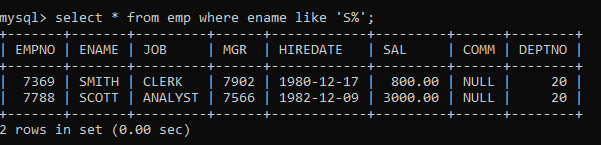 mysql> select * from emp where ename like 'S%';
+-------+-------+---------+------+------------+---------+------+--------+
| EMPNO | ENAME | JOB     | MGR  | HIREDATE   | SAL     | COMM | DEPTNO |
+-------+-------+---------+------+------------+---------+------+--------+
|  7369 | SMITH | CLERK   | 7902 | 1980-12-17 |  800.00 | NULL |     20 |
|  7788 | SCOTT | ANALYST | 7566 | 1982-12-09 | 3000.00 | NULL |     20 |
+-------+-------+---------+------+------------+---------+------+--------+
2 rows in set (0.00 sec)